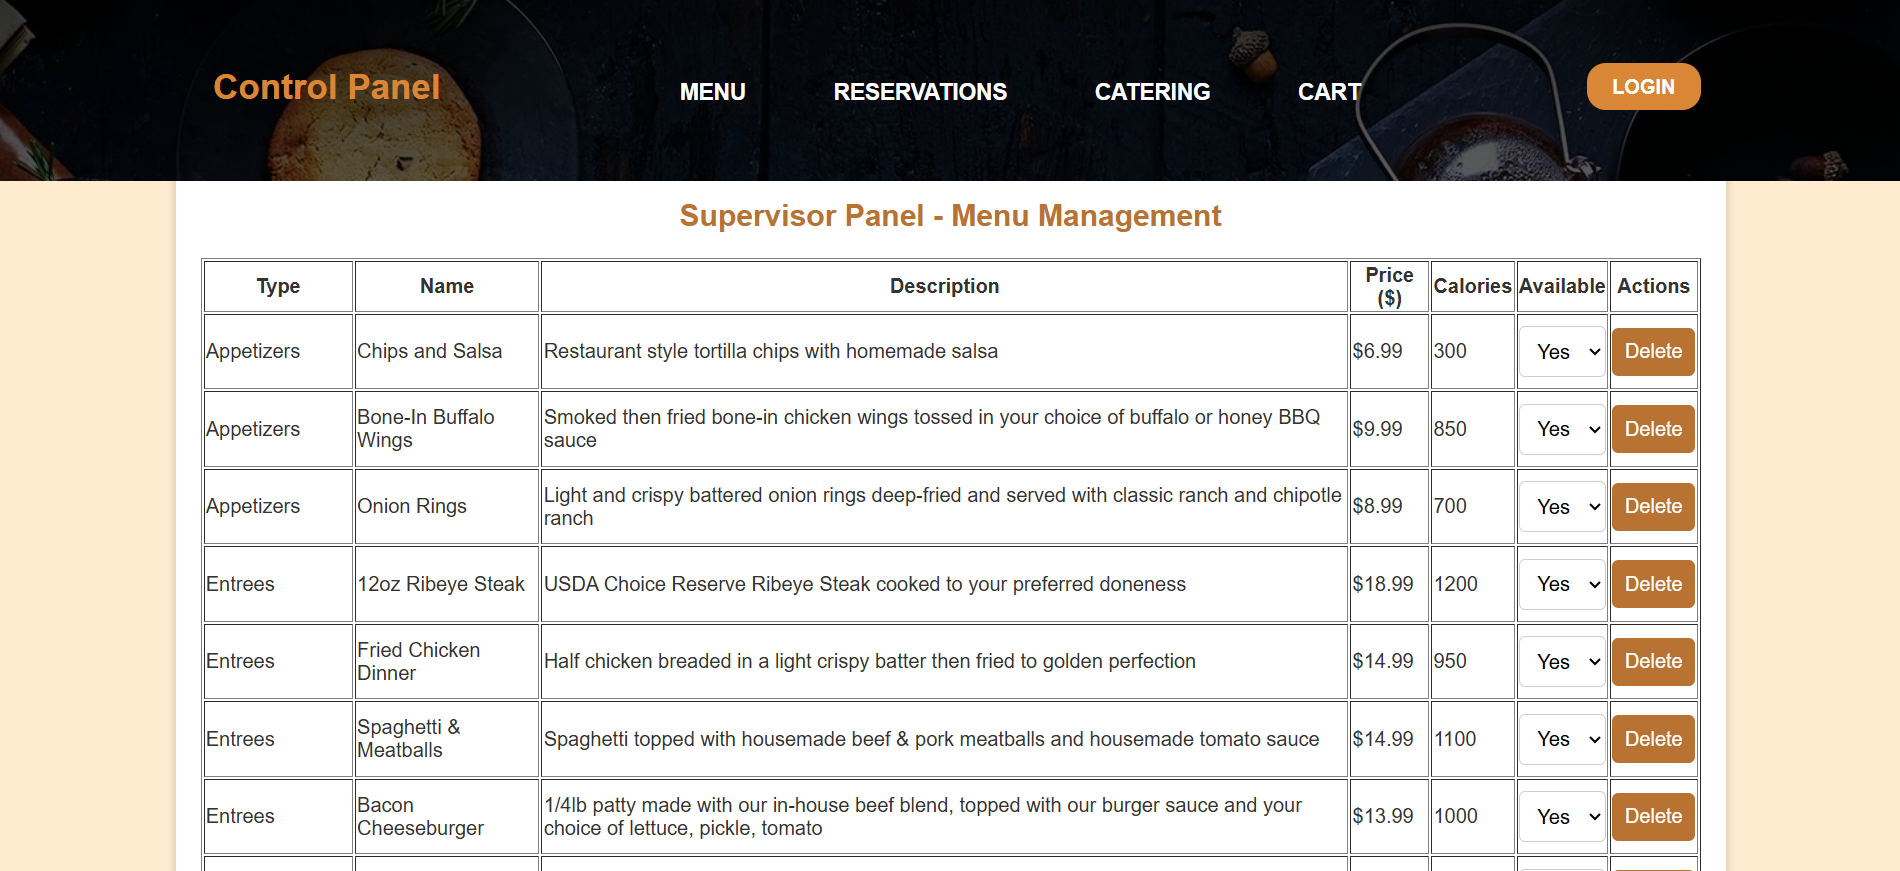 Control Panel
MENU
RESERVATIONS
CATERING
CART
LOGIN
Supervisor Panel - Menu Management
Type Name Description Price ($) Calories Available Actions
Appetizers Chips and Salsa Restaurant style tortilla chips with homemade salsa $6.99 300 Yes Delete
Appetizers Bone-In Buffalo Wings Smoked then fried bone-in chicken wings tossed in your choice of buffalo or honey BBQ sauce $9.99 850 Yes Delete
Appetizers Onion Rings Light and crispy battered onion rings deep-fried and served with classic ranch and chipotle ranch $8.99 700 Yes Delete
Entrees 12oz Ribeye Steak USDA Choice Reserve Ribeye Steak cooked to your preferred doneness $18.99 1200 Yes Delete
Entrees Fried Chicken Dinner Half chicken breaded in a light crispy batter then fried to golden perfection $14.99 950 Yes Delete
Entrees Spaghetti & Meatballs Spaghetti topped with housemade beef & pork meatballs and housemade tomato sauce $14.99 1100 Yes Delete
Entrees Bacon Cheeseburger 1/4lb patty made with our in-house beef blend, topped with our burger sauce and your choice of lettuce, pickle, tomato $13.99 1000 Yes Delete